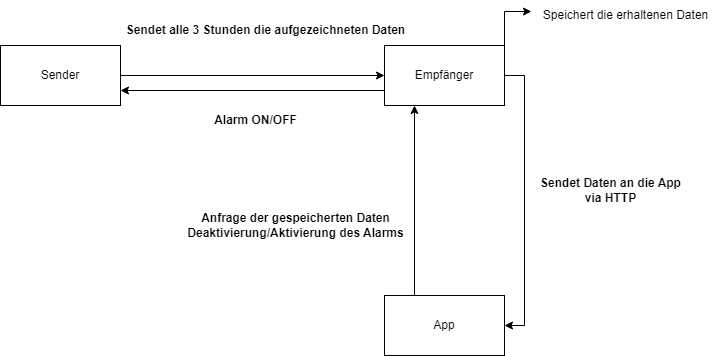 Speichert die erhaltenen Daten
Sendet alle 3 Stunden die aufgezeichneten Daten
Sender
Empfänger
Alarm ON/OFF
Sendet Daten an die App
via HTTP
Anfrage der gespeicherten Daten
Deaktivierung/Aktivierung des Alarms
App